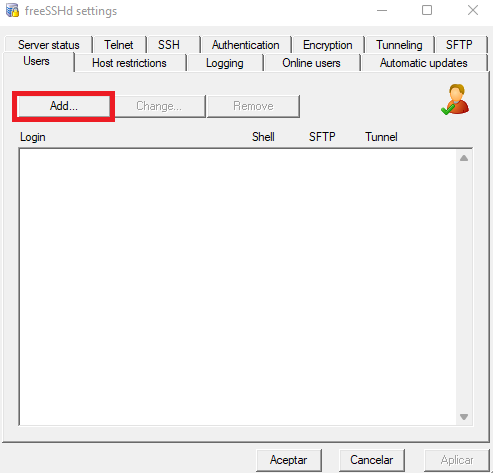 freeSSHd settings
Server status Telnet SSH Authentication Encryption Tunneling SFTP
Users Host restrictions Logging Online users Automatic updates
Add... Change... Remove
Login Shell SFTP Tunnel
Aceptar Cancelar Aplicar